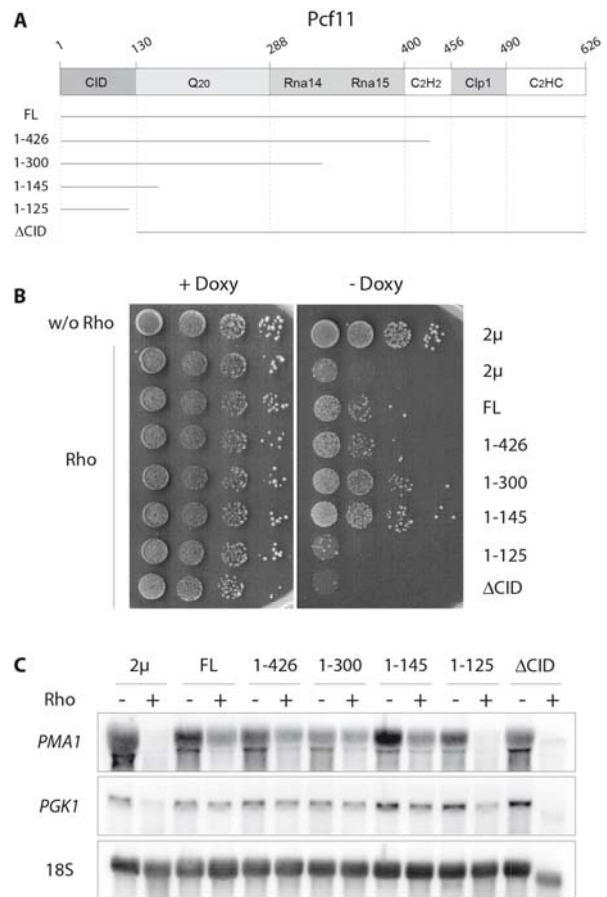 A
Pcf11
1 130 288 400 456 490 626
CID Q20 Rna14 Rna15 C2H2 Clp1 C2HC
FL
1-426
1-300
1-145
1-125
ΔCID
B
+ Doxy - Doxy
w/o Rho 2μ
Rho 2μ
FL
1-426
1-300
1-145
1-125
ΔCID
C
2μ FL 1-426 1-300 1-145 1-125 ΔCID
Rho - + - + - + - + - + - + - +
PMA1
PGK1
18S